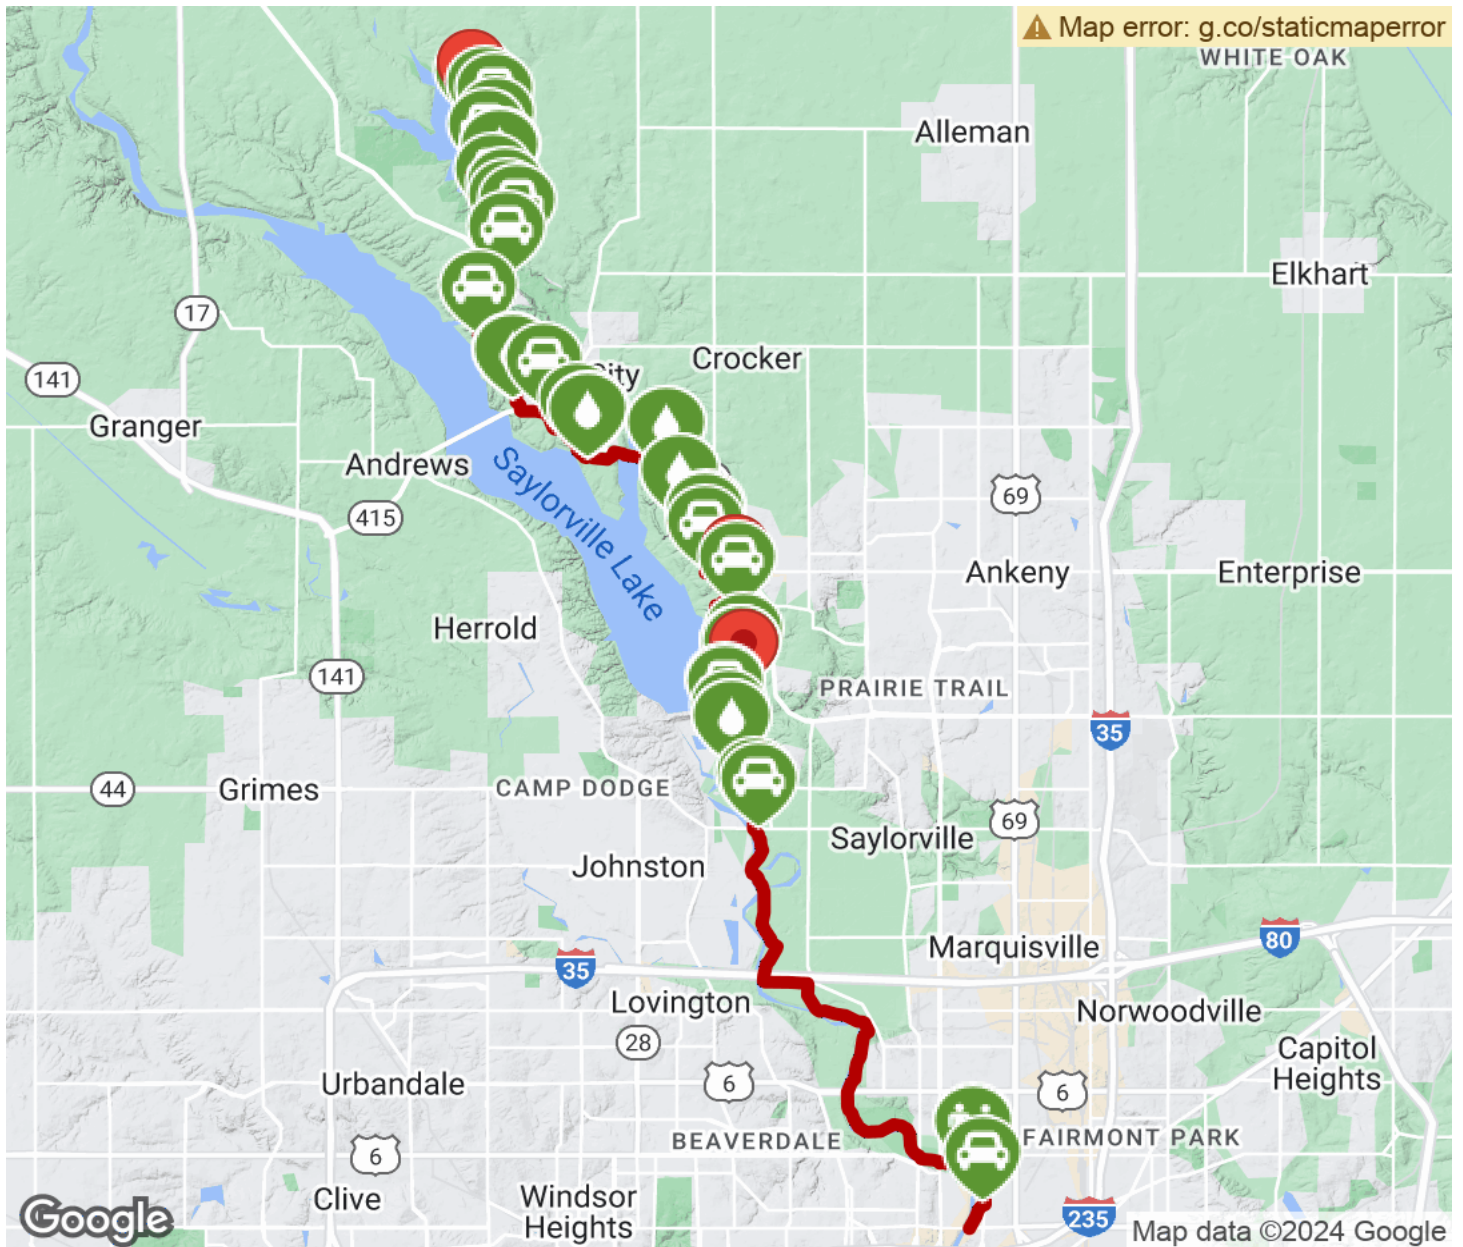 Map error: g.co/staticmaperror
WHITE OAK
Alleman
Elkhart
17
Crocker
City
141
Granger
Andrews
Saylorville Lake
69
415
Ankeny
Enterprise
Herrold
141
PRAIRIE TRAIL
35
44
Grimes
CAMP DODGE
69
Saylorville
Johnston
Marquisville
80
35
Lovington
Norwoodville
28
Capitol
Heights
Urbandale
6
6
BEAVERDALE
FAIRMONT PARK
6
Clive
Windsor
Heights
235
Google
Map data ©2024 Google